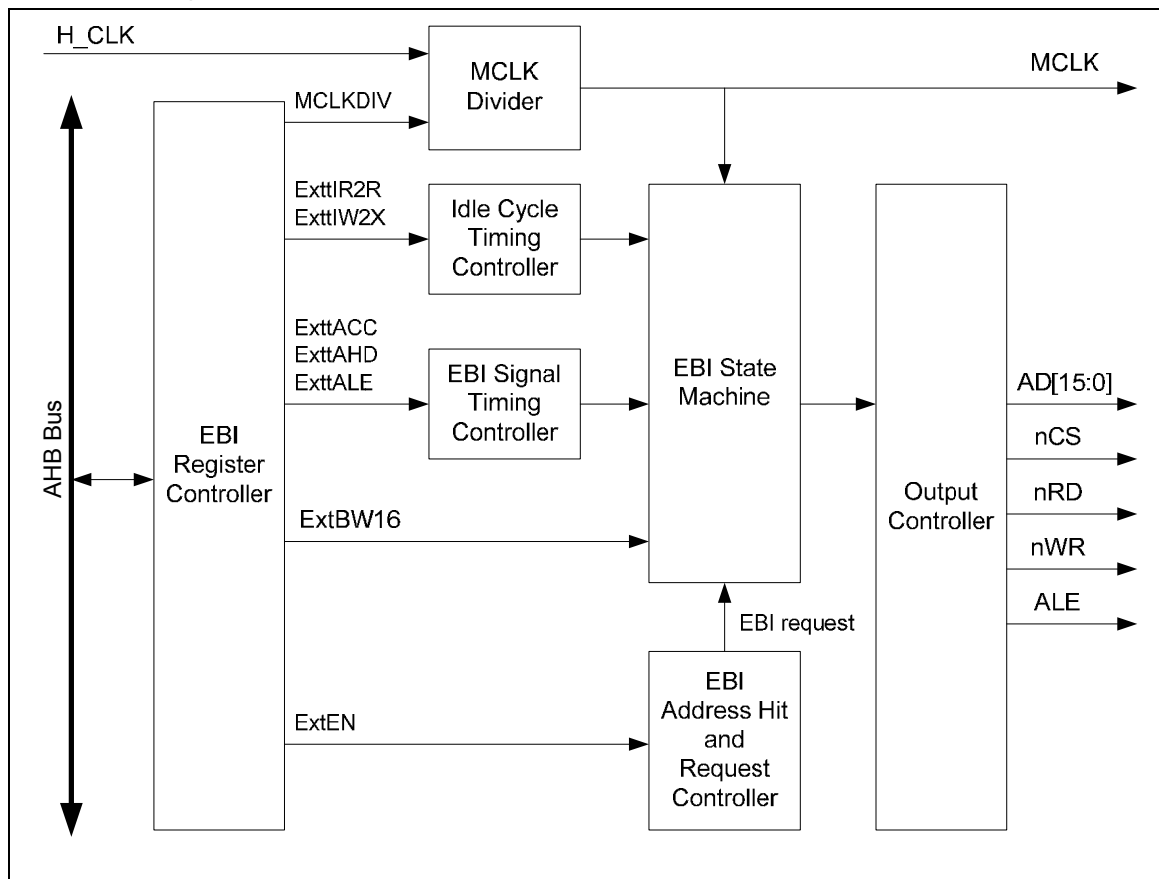 H_CLK
MCLK
Divider
MCLK
MCLKDIV
ExttIR2R
ExttIW2X
Idle Cycle
Timing
Controller
ExttACC
ExttAHD
ExttALE
EBI Signal
Timing
Controller
EBI State
Machine
AHB Bus
EBI
Register
Controller
ExtBW16
Output
Controller
AD[15:0]
nCS
nRD
nWR
ALE
EBI request
ExtEN
EBI
Address Hit
and
Request
Controller